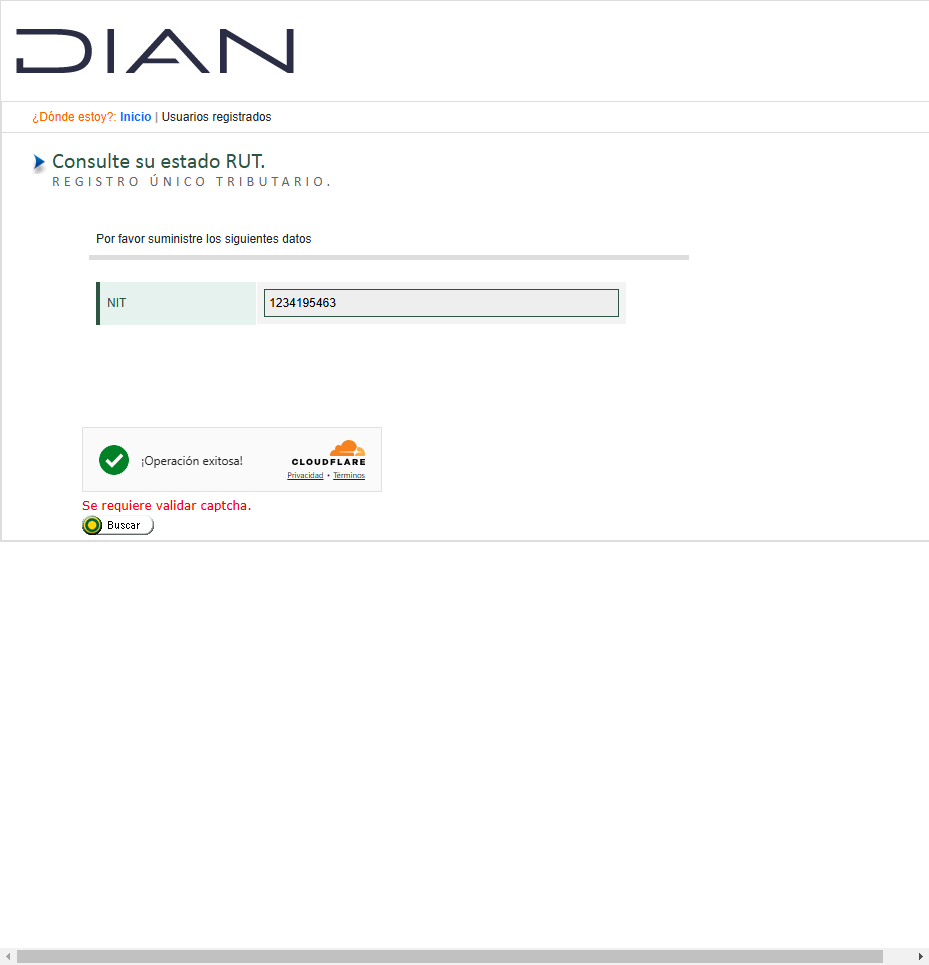 DIAN
¿Dónde estoy?: Inicio | Usuarios registrados
Consulte su estado RUT.
REGISTRO ÚNICO TRIBUTARIO.
Por favor suministre los siguientes datos
NIT 1234195463
¡Operación exitosa!
CLOUDFLARE
Privacidad • Términos
Se requiere validar captcha.
Buscar